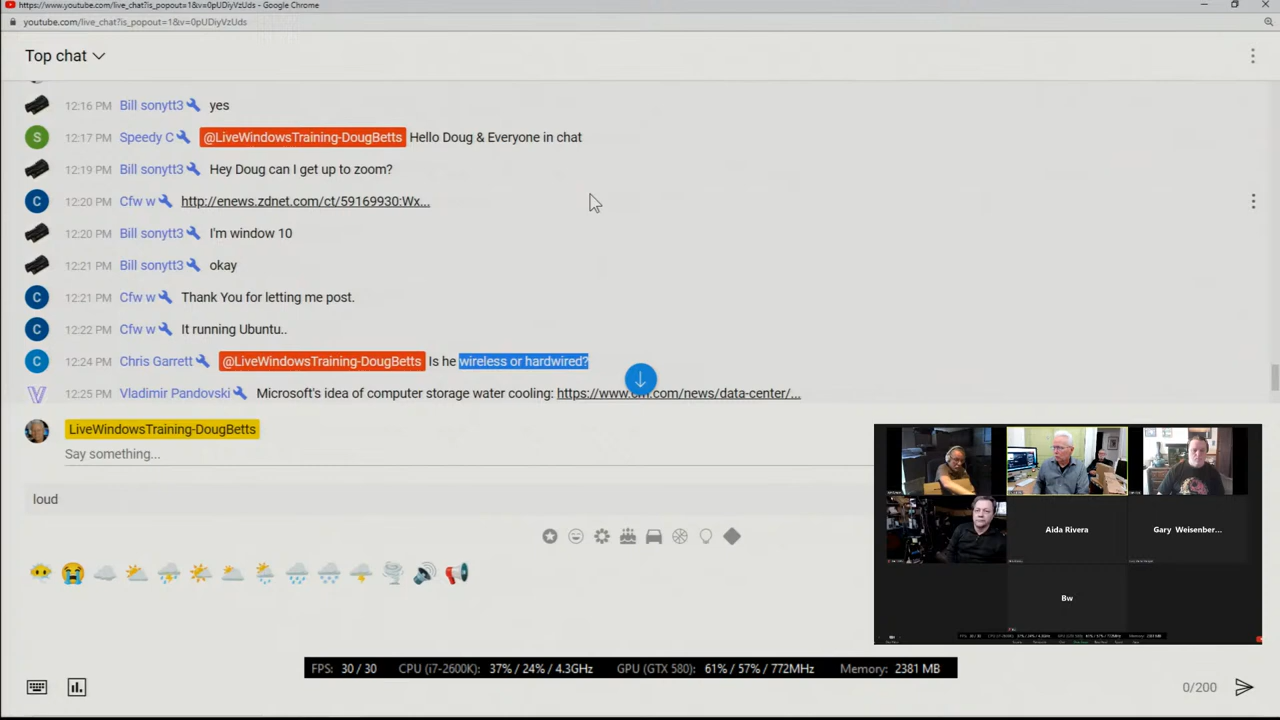 https://www.youtube.com/live_chat?is_popout=1&v=0pUDiyVzUds - Google Chrome
youtube.com/live_chat?is_popout=1&v=0pUDiyVzUds
Top chat
12:16 PM Bill sonytt3 yes
S 12:17 PM Speedy C @LiveWindowsTraining-DougBetts Hello Doug & Everyone in chat
12:19 PM Bill sonytt3 Hey Doug can I get up to zoom?
C 12:20 PM Cfw w http://enews.zdnet.com/ct/59169930:Wx...
12:20 PM Bill sonytt3 I'm window 10
12:21 PM Bill sonytt3 okay
C 12:21 PM Cfw w Thank You for letting me post.
C 12:22 PM Cfw w It running Ubuntu..
C 12:24 PM Chris Garrett @LiveWindowsTraining-DougBetts Is he wireless or hardwired?
V 12:25 PM Vladimir Pandovski Microsoft's idea of computer storage water cooling: https://www.crn.com/news/data-center/...
LiveWindowsTraining-DougBetts
Say something...
loud
Aida Rivera
Gary Weisenber...
Bw
FPS: 30 / 30 CPU (i7-2600K): 37% / 24% / 4.3GHz GPU (GTX 580): 61% / 57% / 772MHz Memory: 2381 MB
0/200